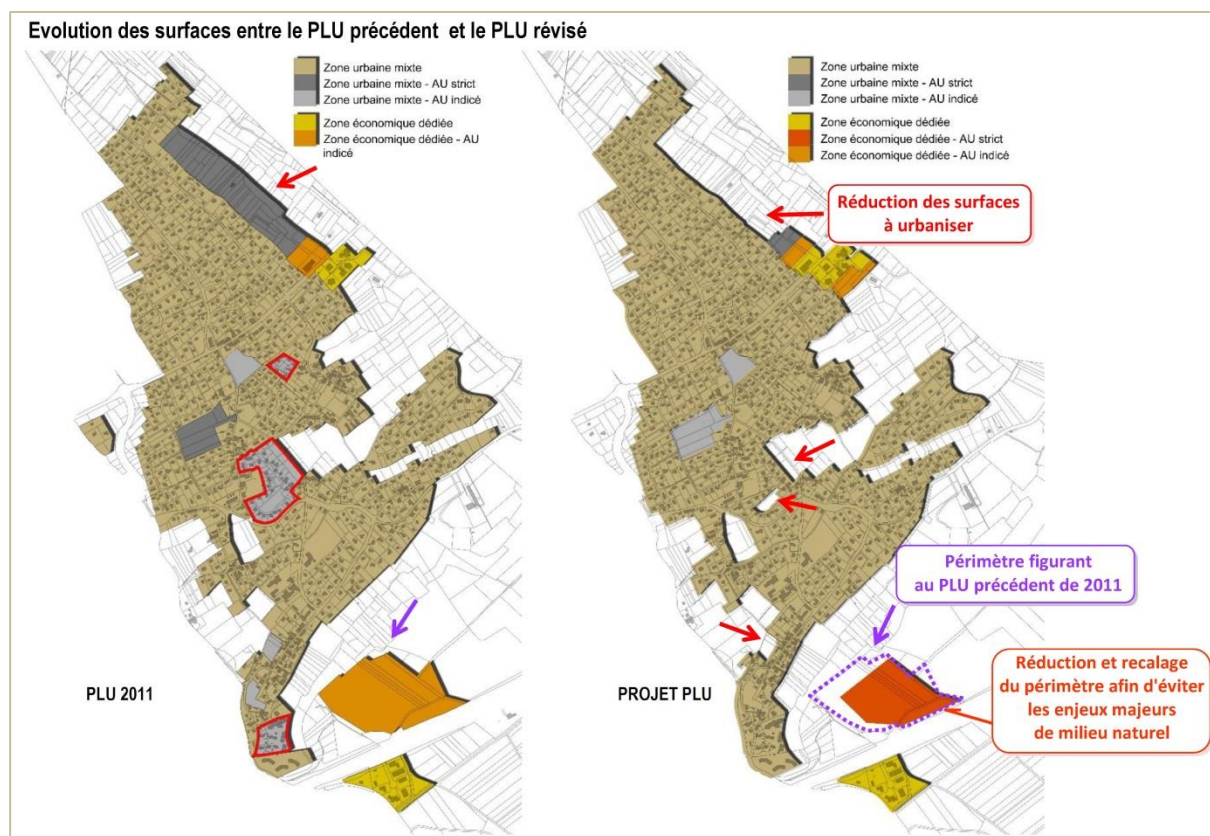 Evolution des surfaces entre le PLU précédent et le PLU révisé
Zone urbaine mixte
Zone urbaine mixte - AU strict
Zone urbaine mixte - AU indicé
Zone économique dédiée
Zone économique dédiée - AU
indicé
PLU 2011
Zone urbaine mixte
Zone urbaine mixte - AU strict
Zone urbaine mixte - AU indicé
Zone économique dédiée
Zone économique dédiée - AU strict
Zone économique dédiée - AU indicé
Réduction des surfaces
à urbaniser
Périmètre figurant
au PLU précédent de 2011
PROJET PLU
Réduction et recalage
du périmètre afin d'éviter
les enjeux majeurs
de milieu naturel